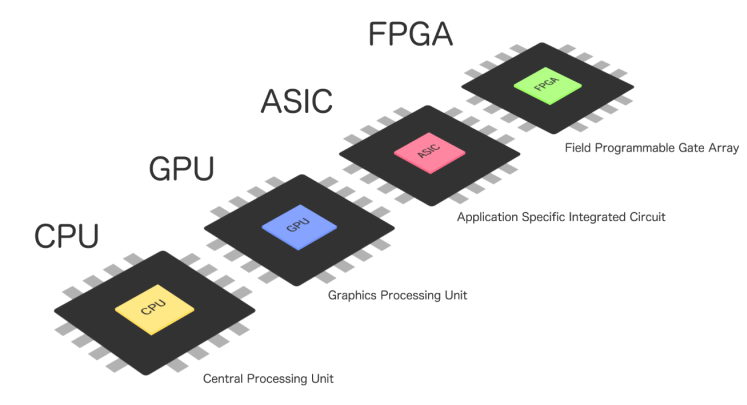 FPGA
FPGA
Field Programmable Gate Array
ASIC
ASIC
Application Specific Integrated Circuit
GPU
GPU
Graphics Processing Unit
CPU
CPU
Central Processing Unit